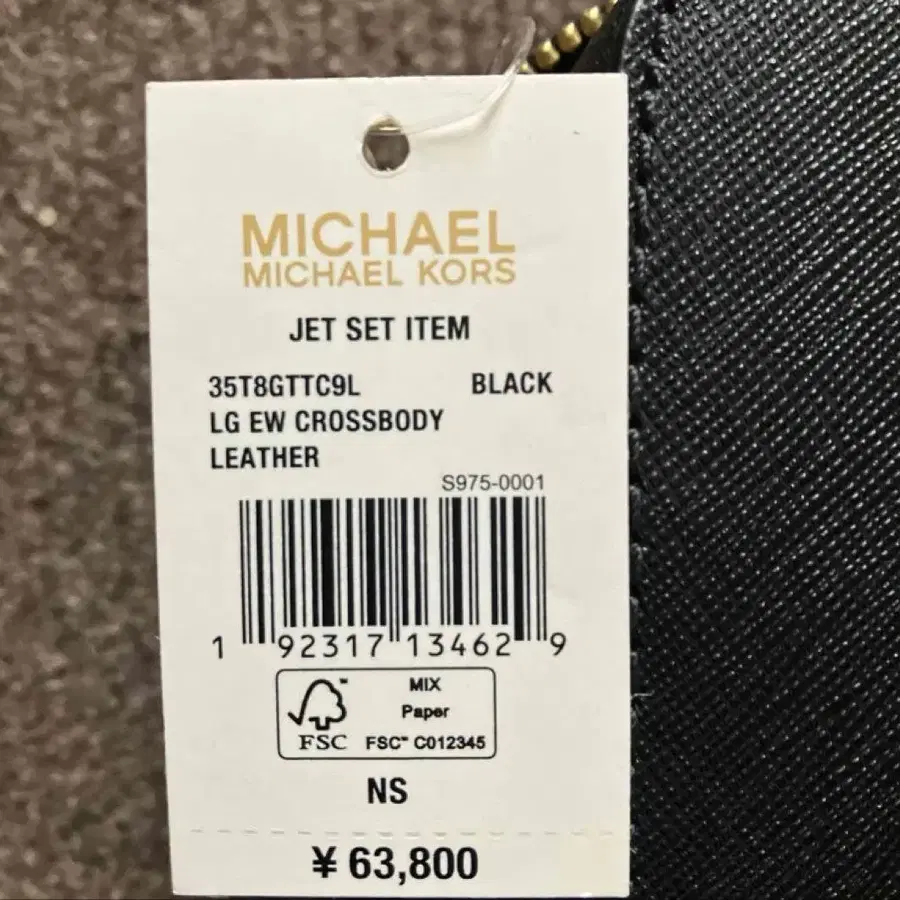 MICHAEL
MICHAEL KORS
JET SET ITEM
35T8GTTC9L BLACK
LG EW CROSSBODY
LEATHER
S975-0001
1 92317 13462 9
FSC™
MIX
Paper
FSC™ C012345
NS
¥ 63,800